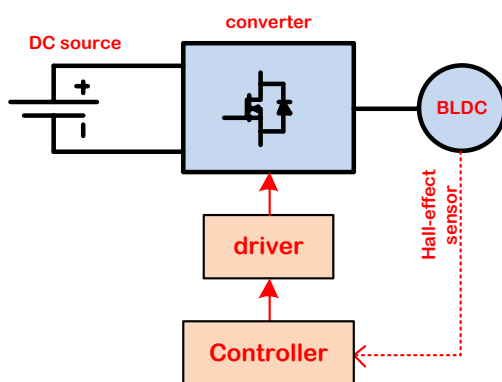 converter
DC source
+
-
BLDC
Hall-effect
sensor
driver
Controller